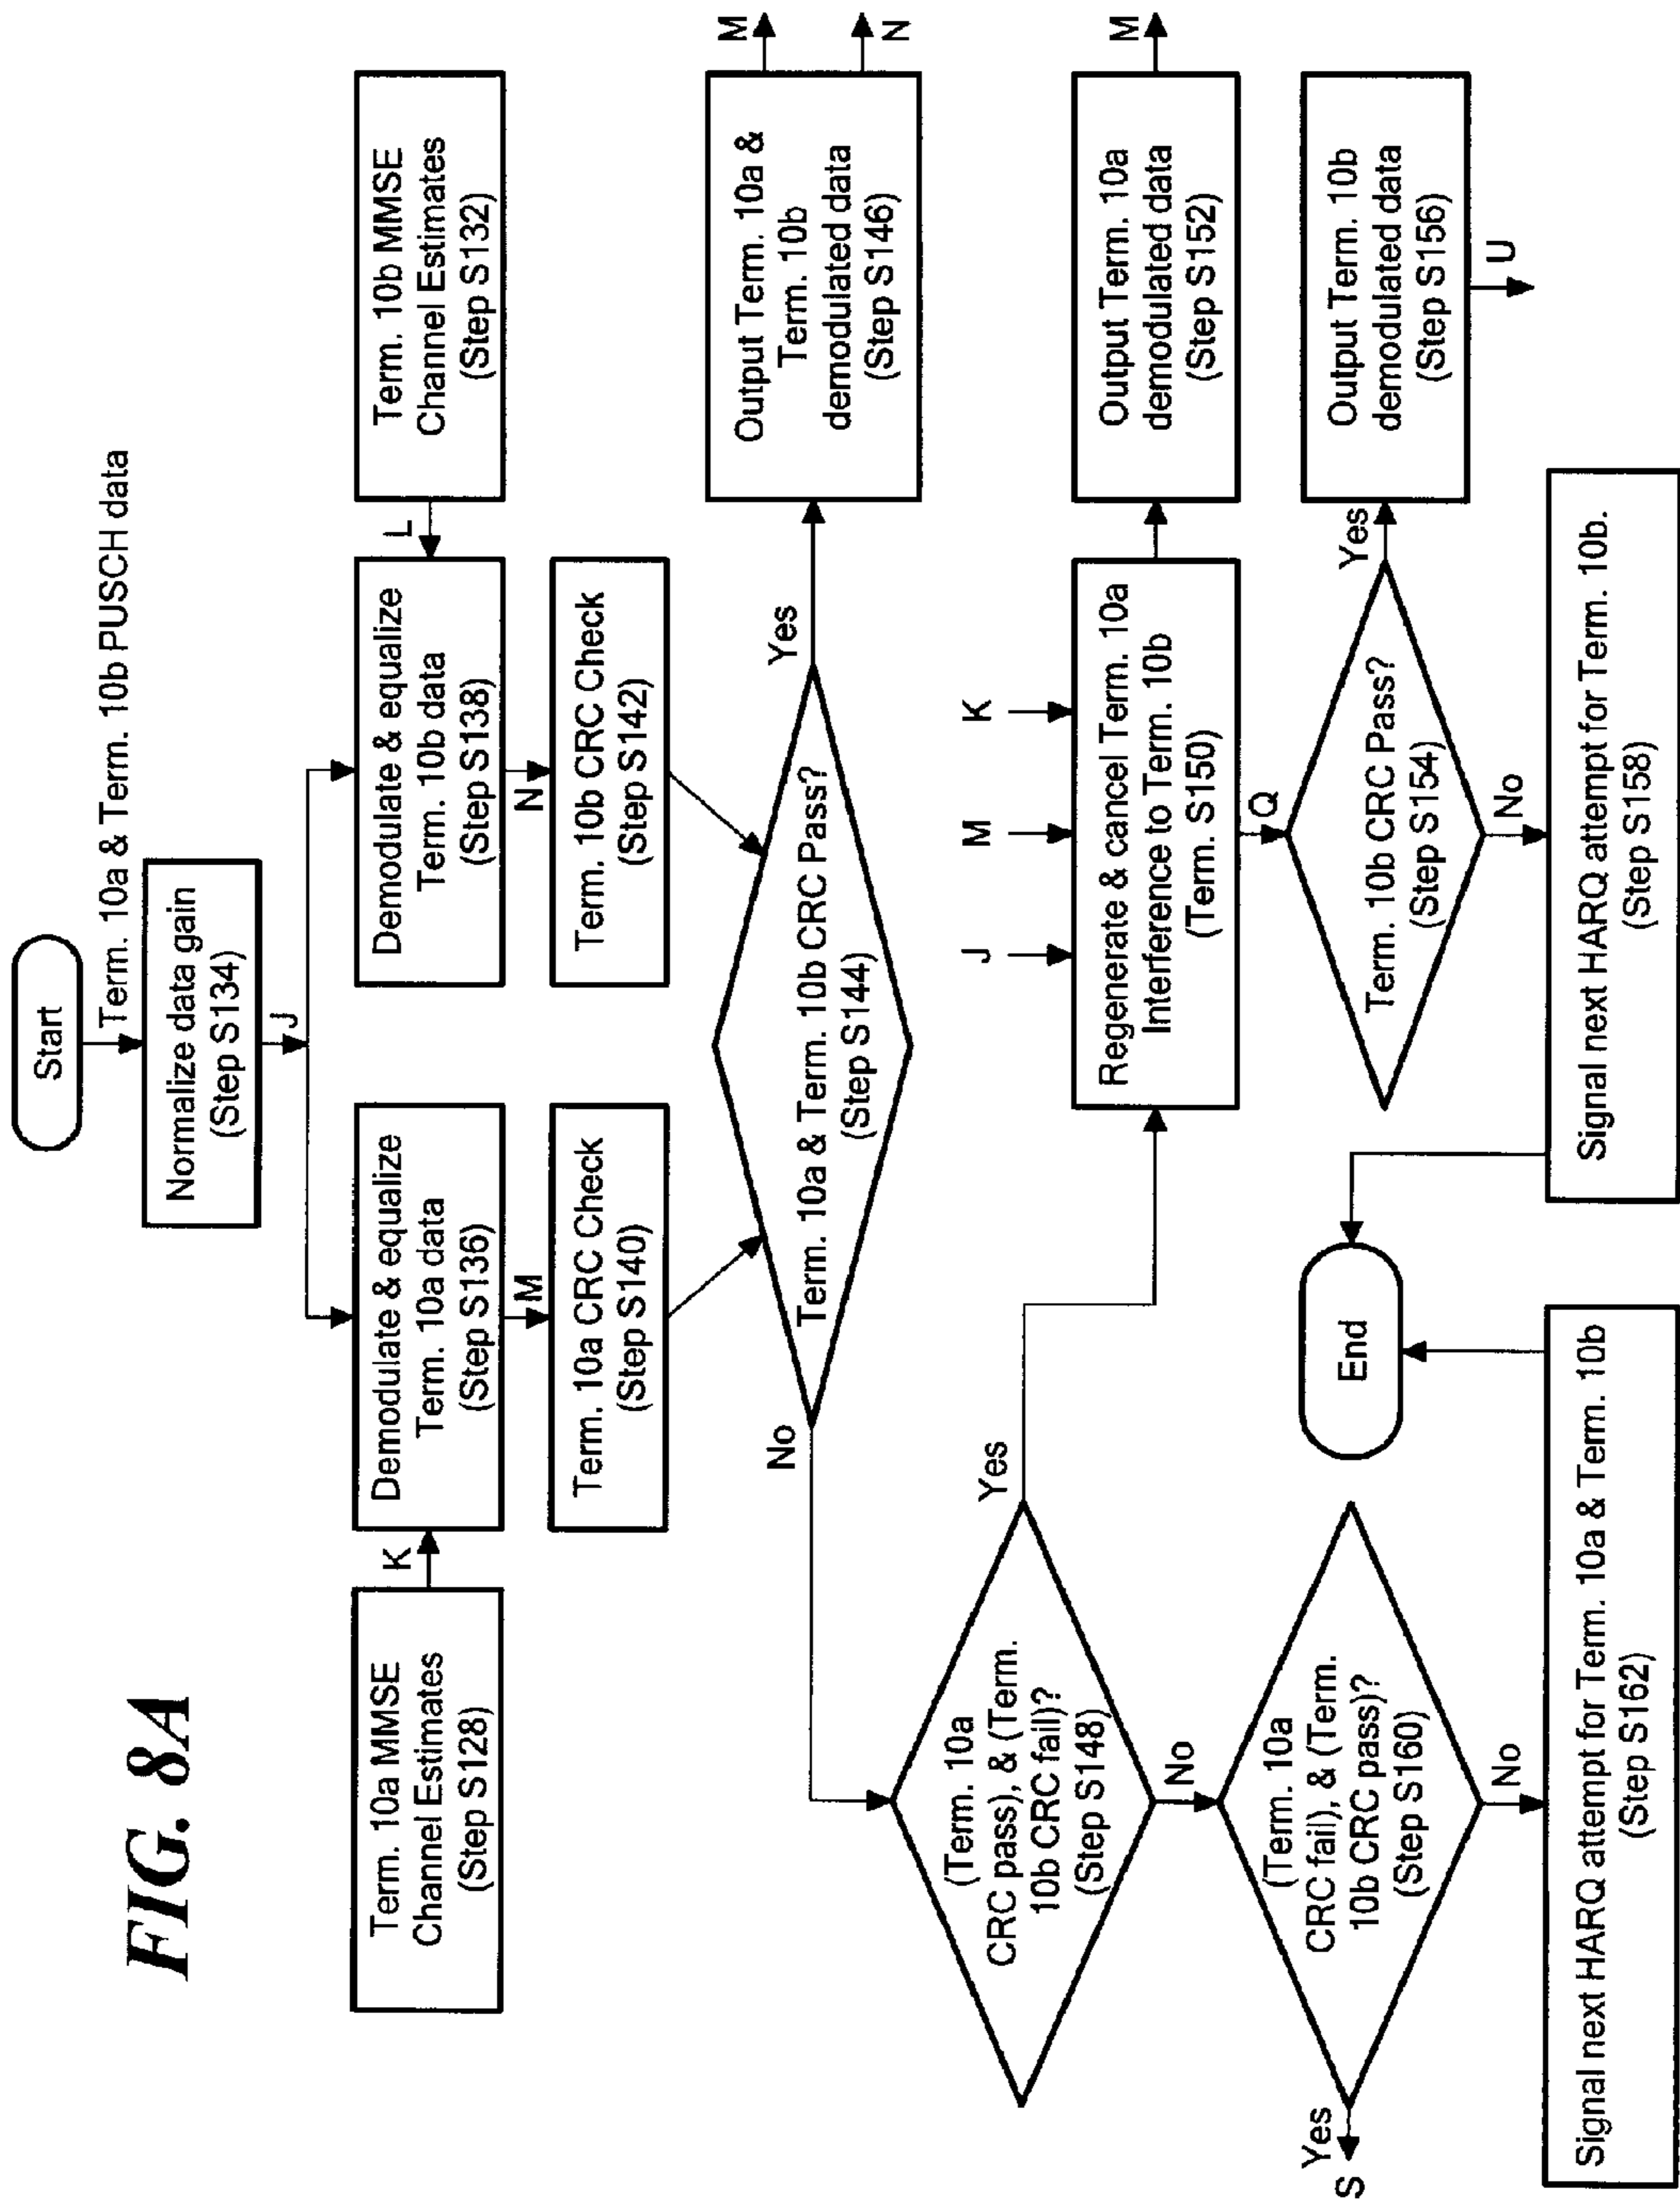 FIG. 8A
Start
Term. 10a & Term. 10b PUSCH data
Normalize data gain
(Step S134)
J
Term. 10a MMSE
Channel Estimates
(Step S128)
K
Demodulate & equalize
Term. 10a data
(Step S136)
Demodulate & equalize
Term. 10b data
(Step S138)
L
Term. 10b MMSE
Channel Estimates
(Step S132)
M
N
Term. 10a CRC Check
(Step S140)
Term. 10b CRC Check
(Step S142)
Term. 10a & Term. 10b CRC Pass?
(Step S144)
No
Yes
Output Term. 10a &
Term. 10b
demodulated data
(Step S146)
M
N
(Term. 10a
CRC pass), & (Term.
10b CRC fail)?
(Step S148)
Yes
No
J
M
K
Regenerate & cancel Term. 10a
Interference to Term. 10b
(Term. S150)
Output Term. 10a
demodulated data
(Step S152)
M
Q
Term. 10b CRC Pass?
(Step S154)
Yes
No
Output Term. 10b
demodulated data
(Step S156)
U
(Term. 10a
CRC fail), & (Term.
10b CRC pass)?
(Step S160)
Yes
S
No
End
Signal next HARQ attempt for Term. 10a & Term. 10b
(Step S162)
Signal next HARQ attempt for Term. 10b.
(Step S158)